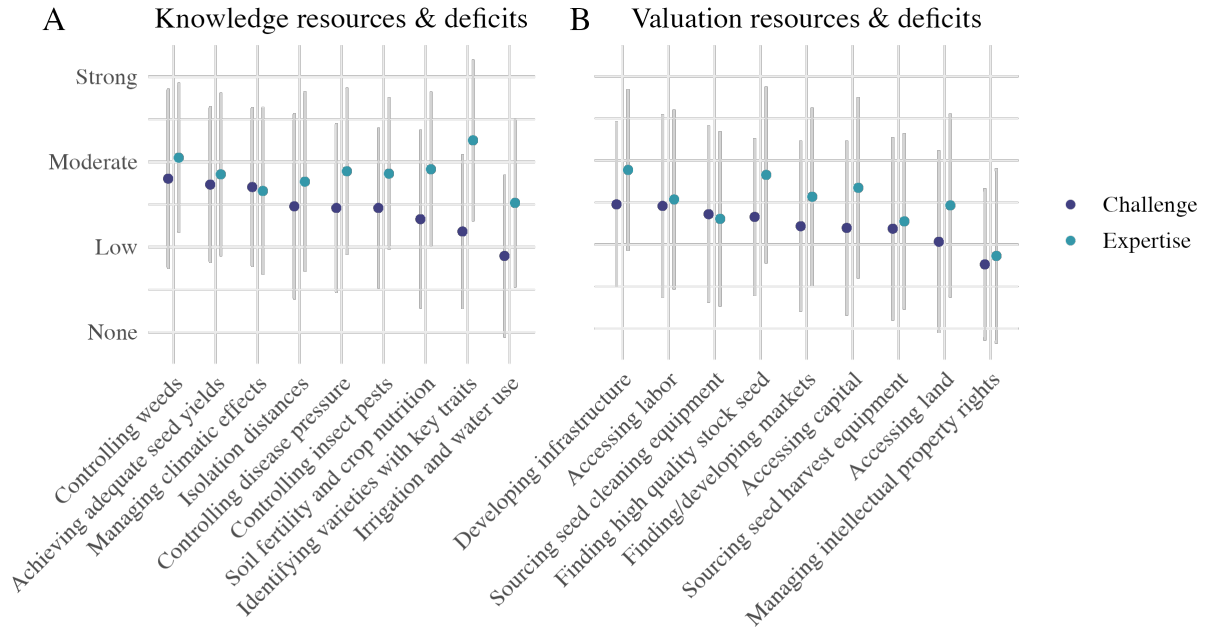 A Knowledge resources & deficits
B Valuation resources & deficits
Strong
Moderate
Low
None
Controlling weeds
Achieving adequate seed yields
Managing climatic effects
Isolation distances
Controlling disease pressure
Controlling insect pests
Soil fertility and crop nutrition
Identifying varieties with key traits
Irrigation and water use
Developing infrastructure
Accessing labor
Sourcing seed cleaning equipment
Finding high quality stock seed
Finding/developing markets
Accessing capital
Sourcing seed harvest equipment
Accessing land
Managing intellectual property rights
Challenge
Expertise